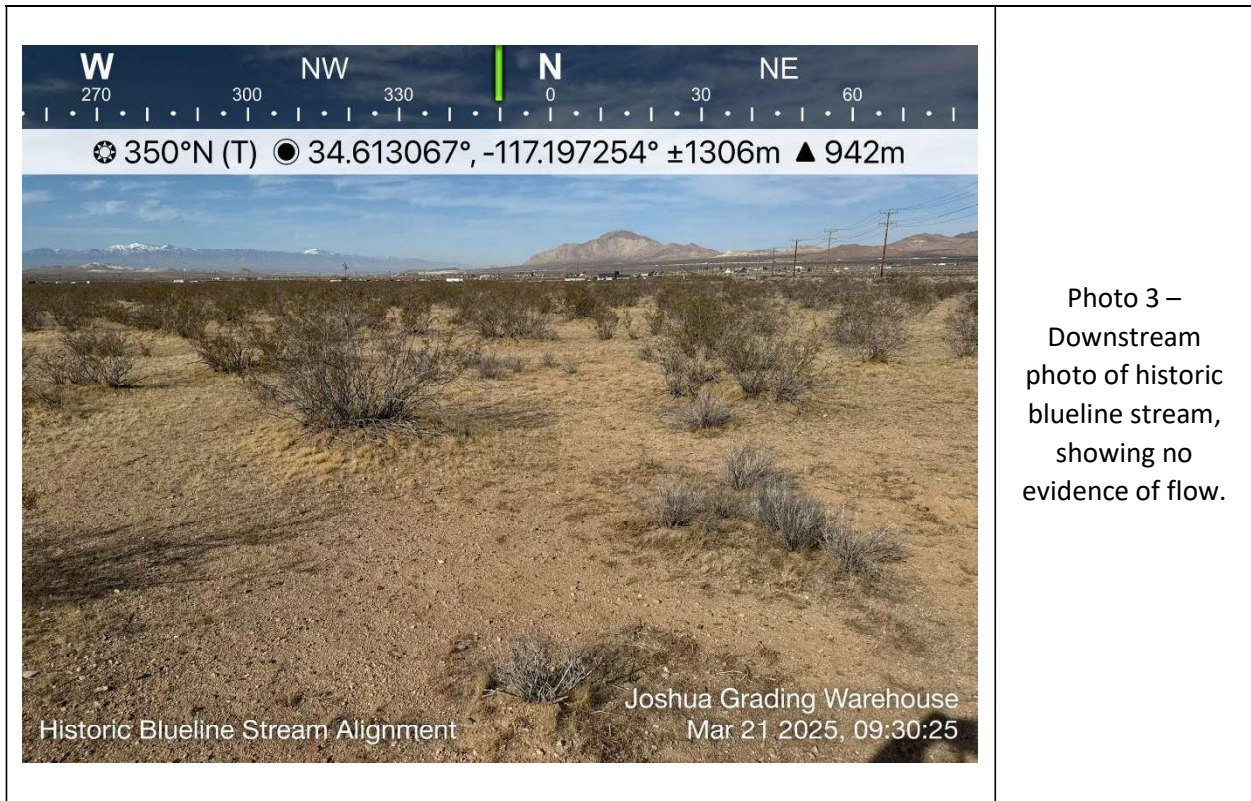 W NW N NE
270 300 330 0 30 60
350°N (T) 34.613067°, -117.197254° ±1306m ▲ 942m
Historic Blueline Stream Alignment
Joshua Grading Warehouse
Mar 21 2025, 09:30:25
Photo 3 –
Downstream
photo of historic
blueline stream,
showing no
evidence of flow.